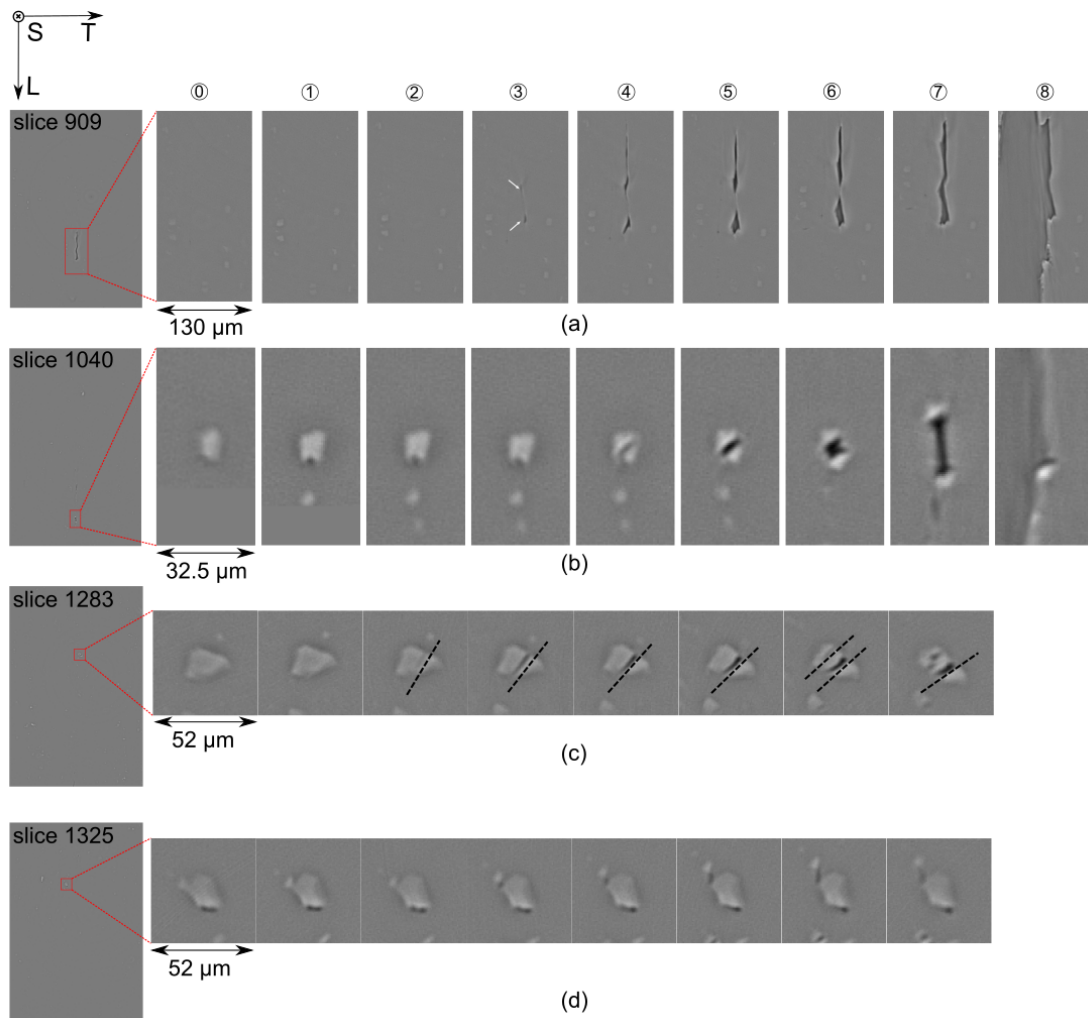 S T
L
⓪ ① ② ③ ④ ⑤ ⑥ ⑦ ⑧
slice 909
130 µm
(a)
slice 1040
32.5 µm
(b)
slice 1283
52 µm
(c)
slice 1325
52 µm
(d)